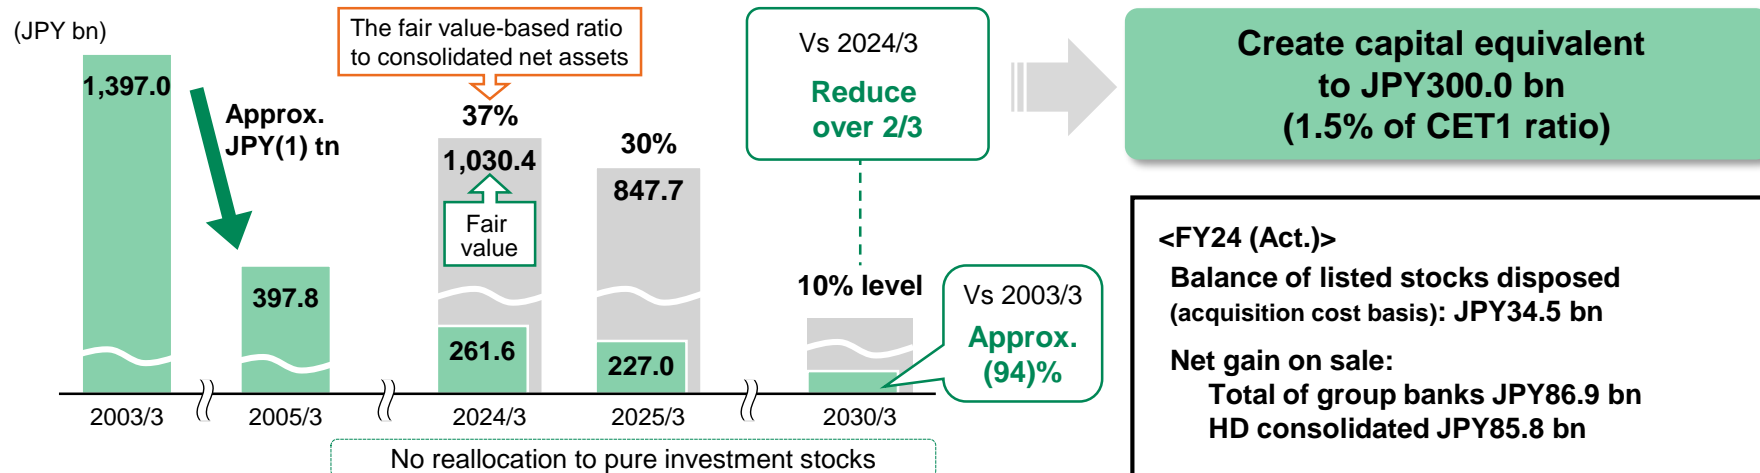 (JPY bn)
1,397.0
Approx.
JPY(1) tn
397.8
The fair value-based ratio
to consolidated net assets
37%
1,030.4
Fair
value
261.6
30%
847.7
227.0
Vs 2024/3
Reduce
over 2/3
10% level
Vs 2003/3
Approx.
(94)%
2003/3
2005/3
2024/3
2025/3
2030/3
No reallocation to pure investment stocks
Create capital equivalent
to JPY300.0 bn
(1.5% of CET1 ratio)
<FY24 (Act.)>
Balance of listed stocks disposed
(acquisition cost basis): JPY34.5 bn
Net gain on sale:
Total of group banks JPY86.9 bn
HD consolidated JPY85.8 bn